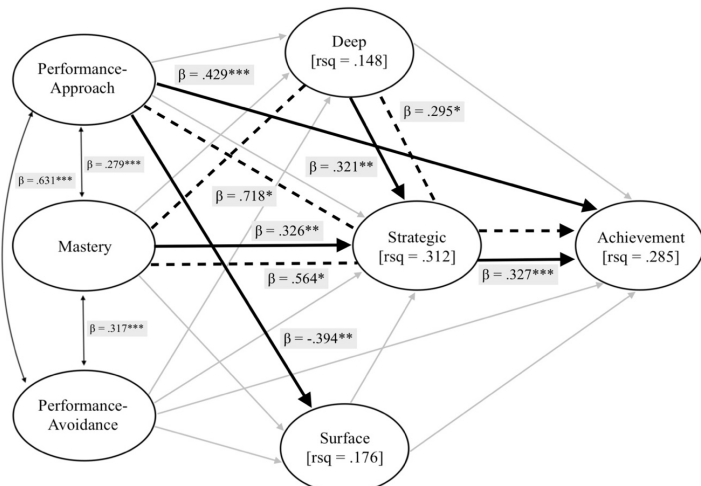 Deep
[rsq = .148]
Performance-
Approach
β = .429***
β = .295*
β = .279***
β = .321**
β = .631***
β = .718*
Mastery
β = .326**
Strategic
[rsq = .312]
Achievement
[rsq = .285]
β = .564*
β = .327***
β = .317***
β = -.394**
Performance-
Avoidance
Surface
[rsq = .176]